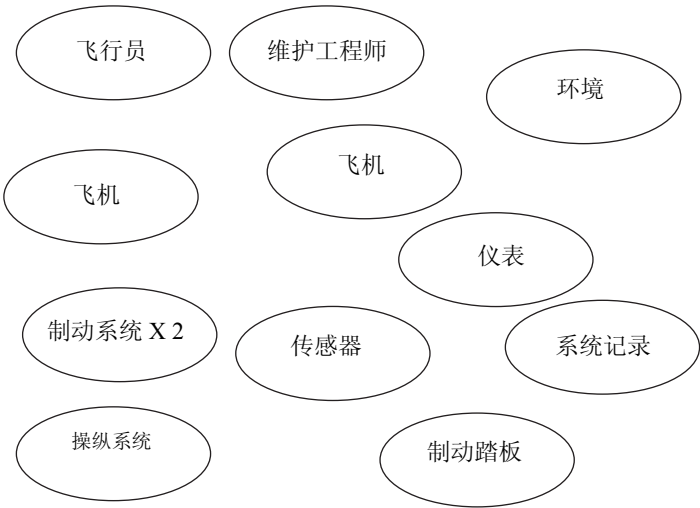 飞行员
维护工程师
环境
飞机
飞机
仪表
制动系统 X 2
传感器
系统记录
操纵系统
制动踏板